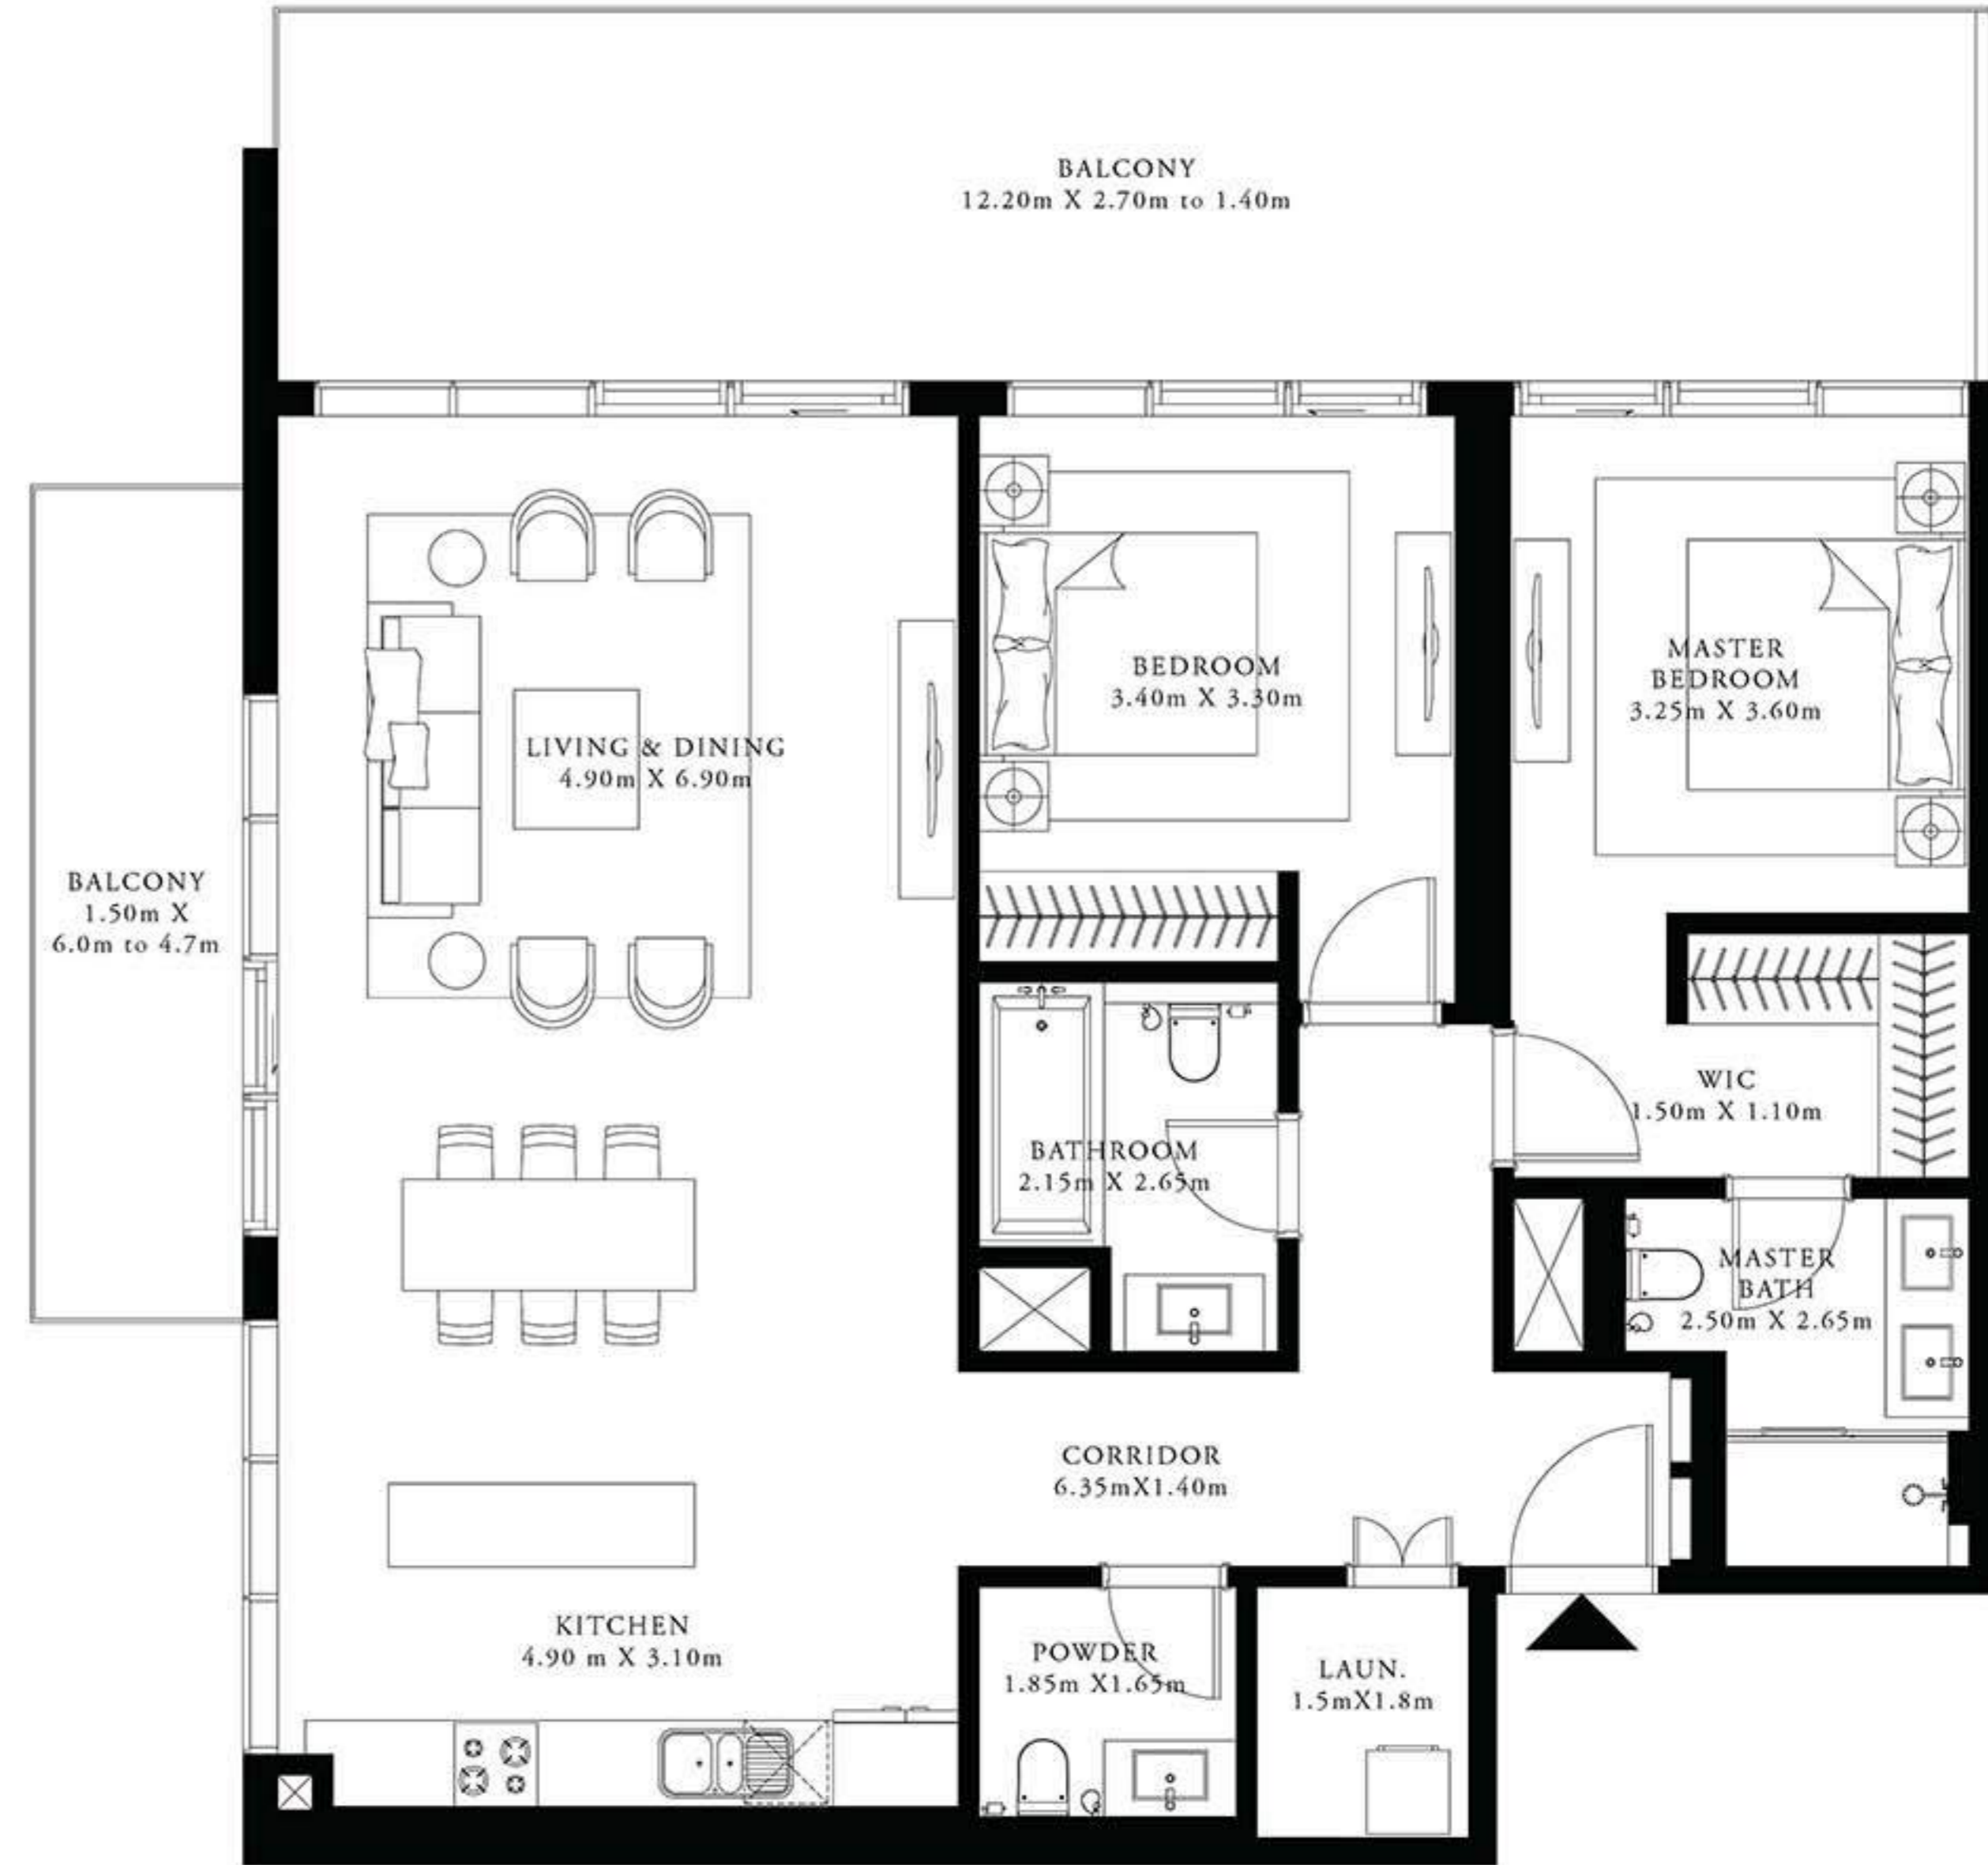 BALCONY
12.20m X 2.70m to 1.40m
BEDROOM
3.40m X 3.30m
MASTER
BEDROOM
3.25m X 3.60m
LIVING & DINING
4.90m X 6.90m
BALCONY
1.50m X
6.0m to 4.7m
WIC
1.50m X 1.10m
BATHROOM
2.15m X 2.65m
MASTER
BATH
2.50m X 2.65m
CORRIDOR
6.35mX1.40m
KITCHEN
4.90 m X 3.10m
POWDER
1.85m X1.65m
LAUN.
1.5mX1.8m